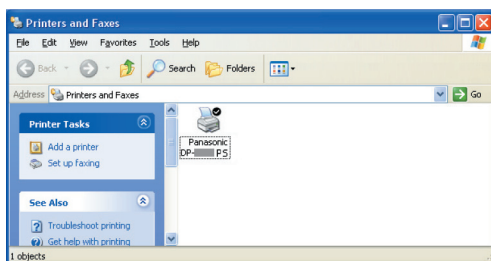 Printers and Faxes
File Edit View Favorites Tools Help
Back Search Folders
Address Printers and Faxes Go
Printer Tasks
Add a printer
Set up faxing
See Also
Troubleshoot printing
Get help with printing
Panasonic
DP- PS
1 objects